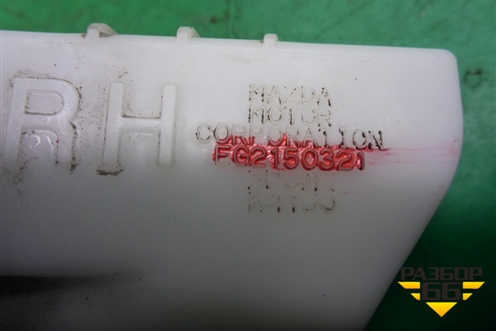 RH
MAZDA
MOTOR
CORPORATION
FG2150321
РАЗБОР
66